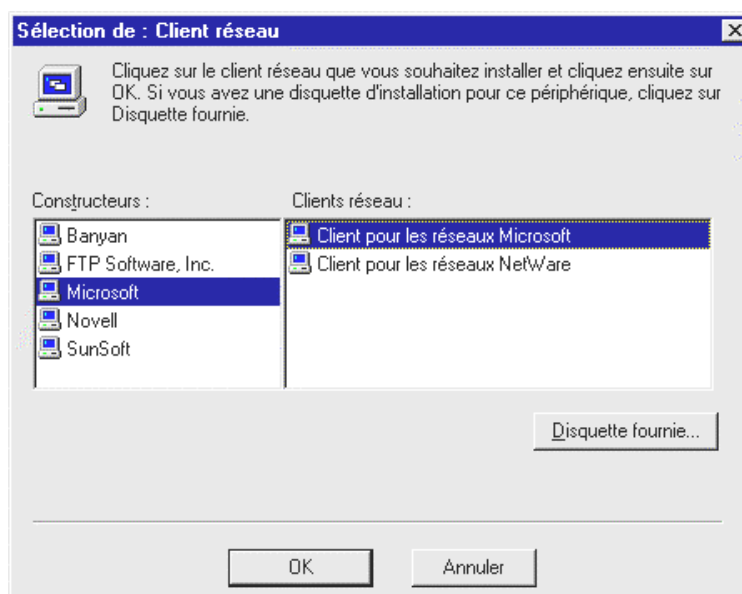 Sélection de : Client réseau
Cliquez sur le client réseau que vous souhaitez installer et cliquez ensuite sur
OK. Si vous avez une disquette d'installation pour ce périphérique, cliquez sur
Disquette fournie.
Constructeurs :
Banyan
FTP Software, Inc.
Microsoft
Novell
SunSoft
Clients réseau :
Client pour les réseaux Microsoft
Client pour les réseaux NetWare
Disquette fournie...
OK
Annuler